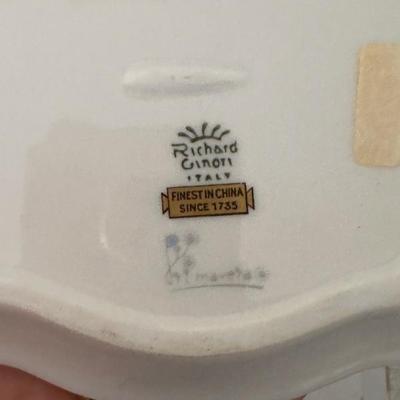 Richard
Ginori
ITALY
FINEST IN CHINA
SINCE 1735